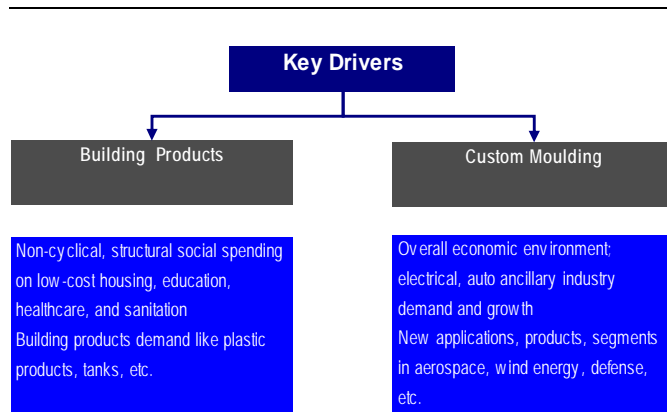 Key Drivers
Building Products
Custom Moulding
Non-cyclical, structural social spending
on low-cost housing, education,
healthcare, and sanitation
Building products demand like plastic
products, tanks, etc.
Overall economic environment;
electrical, auto ancillary industry
demand and growth
New applications, products, segments
in aerospace, wind energy, defense,
etc.